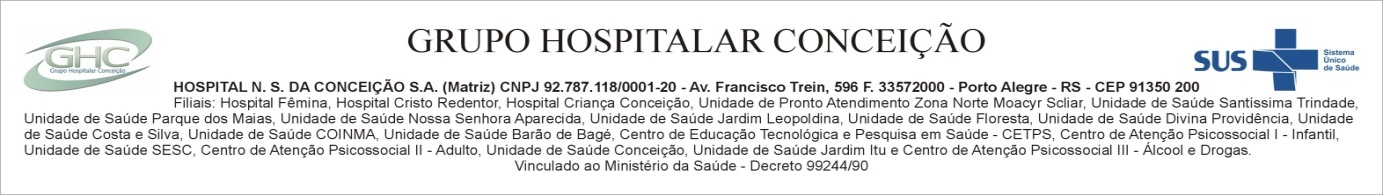 GRUPO HOSPITALAR CONCEIÇÃO
GHC
Grupo Hospitalar Conceição
SUS
Sistema
Único
de Saúde
HOSPITAL N. S. DA CONCEIÇÃO S.A. (Matriz) CNPJ 92.787.118/0001-20 - Av. Francisco Trein, 596 F. 33572000 - Porto Alegre - RS - CEP 91350 200
Filiais: Hospital Fêmina, Hospital Cristo Redentor, Hospital Criança Conceição, Unidade de Pronto Atendimento Zona Norte Moacyr Scliar, Unidade de Saúde Santíssima Trindade,
Unidade de Saúde Parque dos Maias, Unidade de Saúde Nossa Senhora Aparecida, Unidade de Saúde Jardim Leopoldina, Unidade de Saúde Floresta, Unidade de Saúde Divina Providência, Unidade
de Saúde Costa e Silva, Unidade de Saúde COINMA, Unidade de Saúde Barão de Bagé, Centro de Educação Tecnológica e Pesquisa em Saúde - CETPS, Centro de Atenção Psicossocial I - Infantil,
Unidade de Saúde SESC, Centro de Atenção Psicossocial II - Adulto, Unidade de Saúde Conceição, Unidade de Saúde Jardim Itu e Centro de Atenção Psicossocial III - Álcool e Drogas.
Vinculado ao Ministério da Saúde - Decreto 99244/90